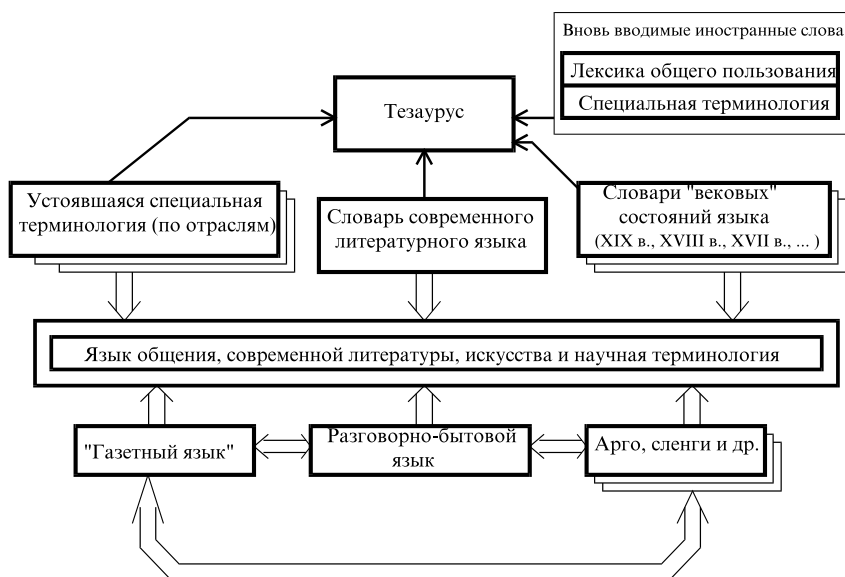 Вновь вводимые иностранные слова
Лексика общего пользования
Специальная терминология
Тезаурус
Устоявшаяся специальная
терминология (по отраслям)
Словарь современного
литературного языка
Словари "вековых"
состояний языка
(XIX в., XVIII в., XVII в., ... )
Язык общения, современной литературы, искусства и научная терминология
"Газетный язык"
Разговорно-бытовой
язык
Арго, сленги и др.